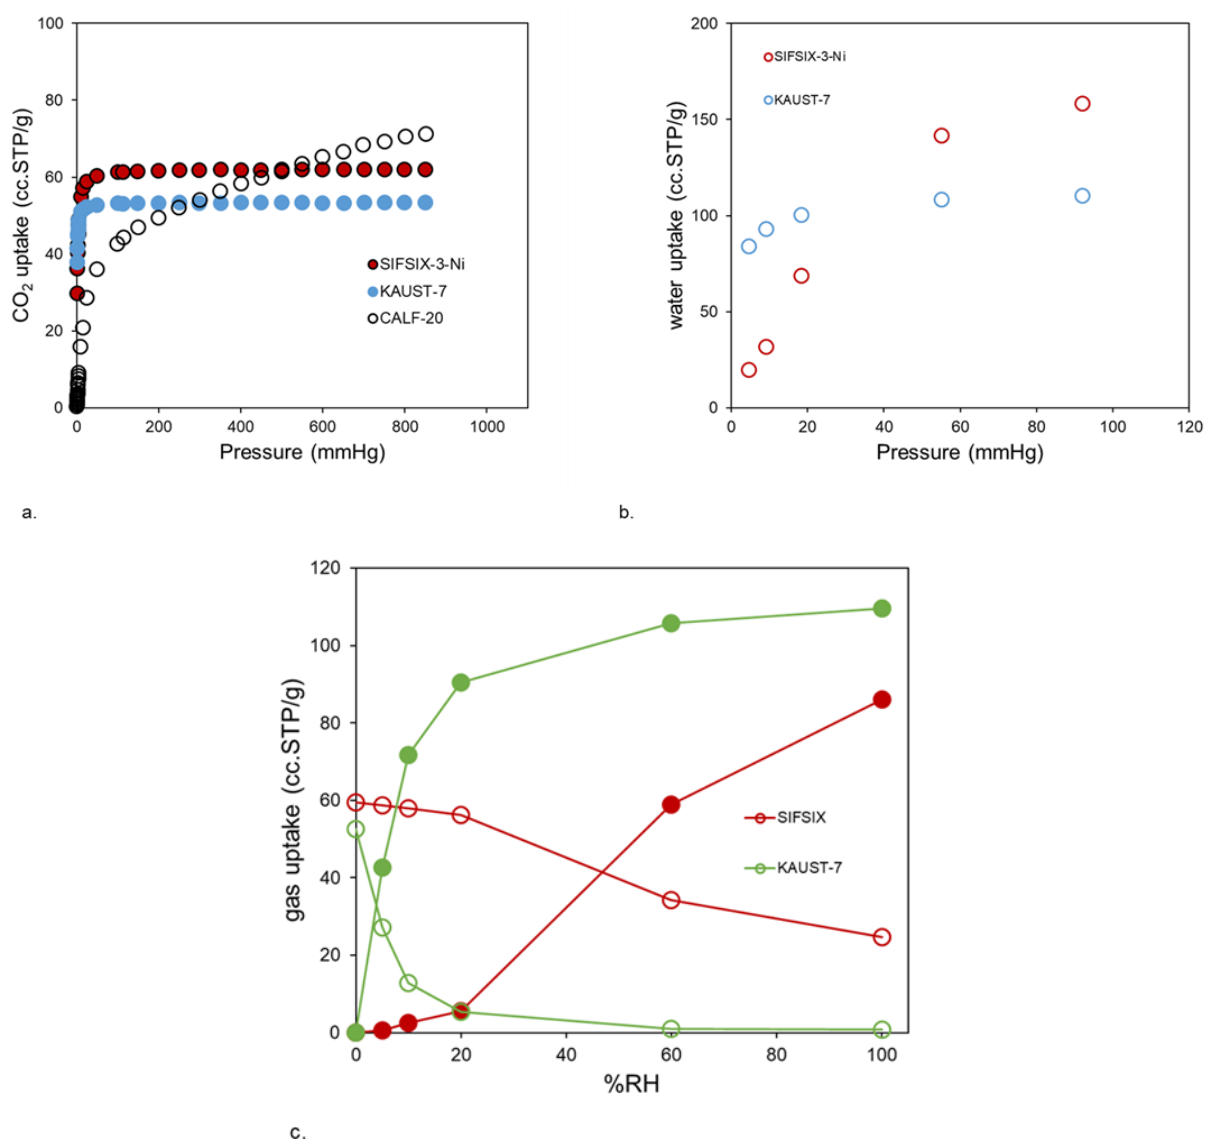 100
80
60
40
20
0
CO2 uptake (cc.STP/g)
SIFSIX-3-Ni
KAUST-7
CALF-20
0 200 400 600 800 1000
Pressure (mmHg)
a.
200
150
100
50
0
water uptake (cc.STP/g)
SIFSIX-3-Ni
KAUST-7
0 20 40 60 80 100 120
Pressure (mmHg)
b.
120
100
80
60
40
20
0
gas uptake (cc.STP/g)
SIFSIX
KAUST-7
0 20 40 60 80 100
%RH
c.